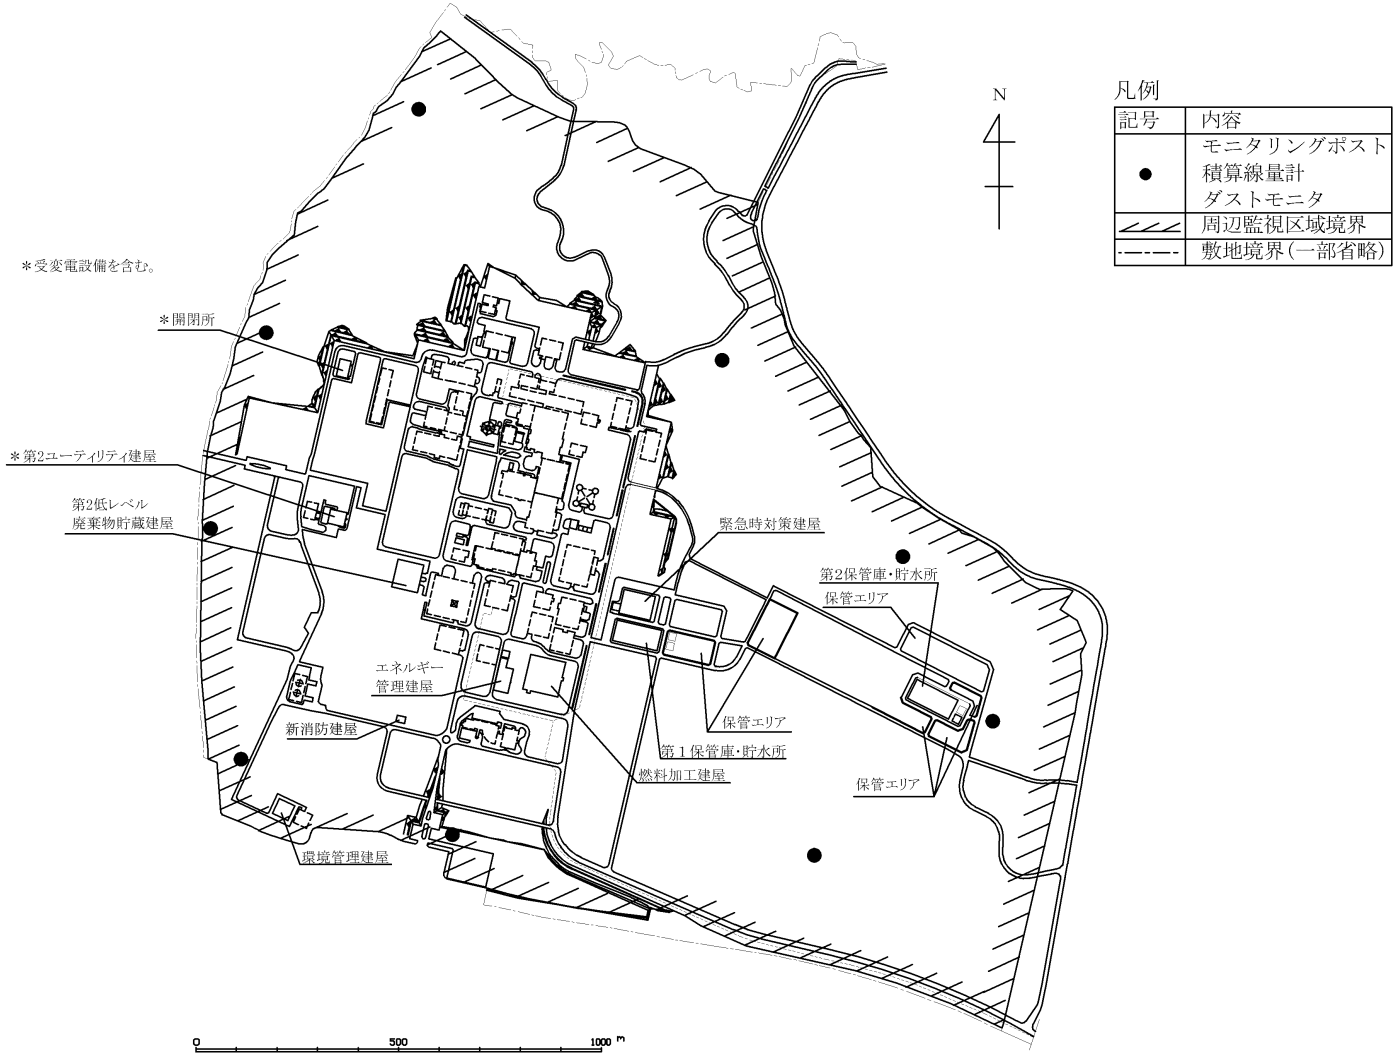 N
凡例
記号 内容
モニタリングポスト
積算線量計
ダストモニタ
周辺監視区域境界
敷地境界(一部省略)
＊受変電設備を含む。
＊開閉所
＊第2ユーティリティ建屋
第2低レベル
廃棄物貯蔵建屋
緊急時対策建屋
第2保管庫・貯水所
保管エリア
エネルギー
管理建屋
保管エリア
新消防建屋
第１保管庫・貯水所
燃料加工建屋
保管エリア
環境管理建屋
0 500 1000 m